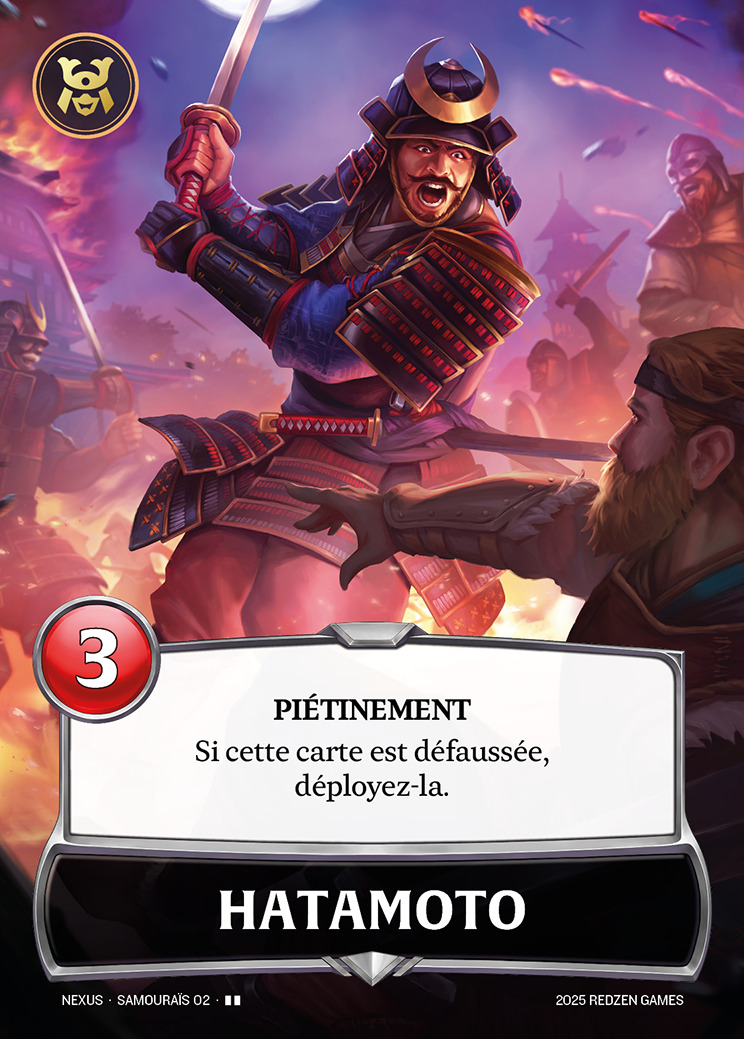 3
PIÉTINEMENT
Si cette carte est défaussée,
déployez-la.
HATAMOTO
NEXUS · SAMOURAÏS 02 · ▮▮
2025 REDZEN GAMES